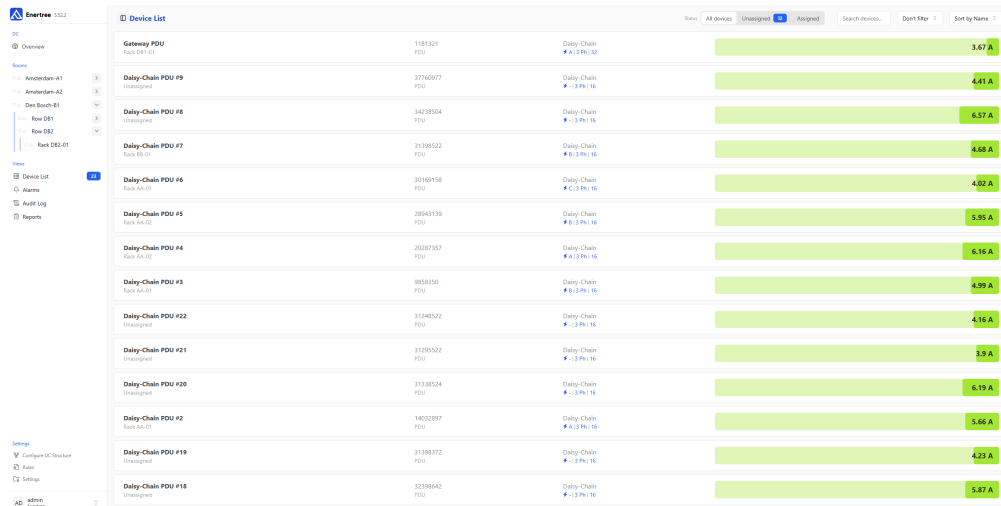 Enertree 5.52.2
DC
Overview
Rooms
Amsterdam-A1
Amsterdam-A2
Den Bosch-B1
Row DB1
Row DB2
Rack DB2-01
Views
Device List 23
Alarms
Audit Log
Reports
Settings
Configure DC Structure
Rules
Settings
AD admin
Device List
Status All devices Unassigned 12 Assigned Search devices... Don't filter Sort by Name
Gateway PDU 1181321 Daisy-Chain 3.67 A
Rack DB1-01 PDU A | 3 Ph | 32
Daisy-Chain PDU #9 37760977 Daisy-Chain 4.41 A
Unassigned PDU - | 3 Ph | 16
Daisy-Chain PDU #8 34238504 Daisy-Chain 6.57 A
Unassigned PDU - | 3 Ph | 16
Daisy-Chain PDU #7 31398522 Daisy-Chain 4.68 A
Rack BB-01 PDU B | 3 Ph | 16
Daisy-Chain PDU #6 30169158 Daisy-Chain 4.02 A
Rack AA-01 PDU C | 3 Ph | 16
Daisy-Chain PDU #5 28943139 Daisy-Chain 5.95 A
Rack AA-02 PDU B | 3 Ph | 16
Daisy-Chain PDU #4 20287357 Daisy-Chain 6.16 A
Rack AA-02 PDU A | 3 Ph | 16
Daisy-Chain PDU #3 9858350 Daisy-Chain 4.99 A
Rack AA-01 PDU B | 3 Ph | 16
Daisy-Chain PDU #22 31248522 Daisy-Chain 4.16 A
Unassigned PDU - | 3 Ph | 16
Daisy-Chain PDU #21 31295522 Daisy-Chain 3.9 A
Unassigned PDU - | 3 Ph | 16
Daisy-Chain PDU #20 31338524 Daisy-Chain 6.19 A
Unassigned PDU - | 3 Ph | 16
Daisy-Chain PDU #2 14032897 Daisy-Chain 5.66 A
Rack AA-01 PDU A | 3 Ph | 16
Daisy-Chain PDU #19 31398372 Daisy-Chain 4.23 A
Unassigned PDU - | 3 Ph | 16
Daisy-Chain PDU #18 32398642 Daisy-Chain 5.87 A
Unassigned PDU - | 3 Ph | 16